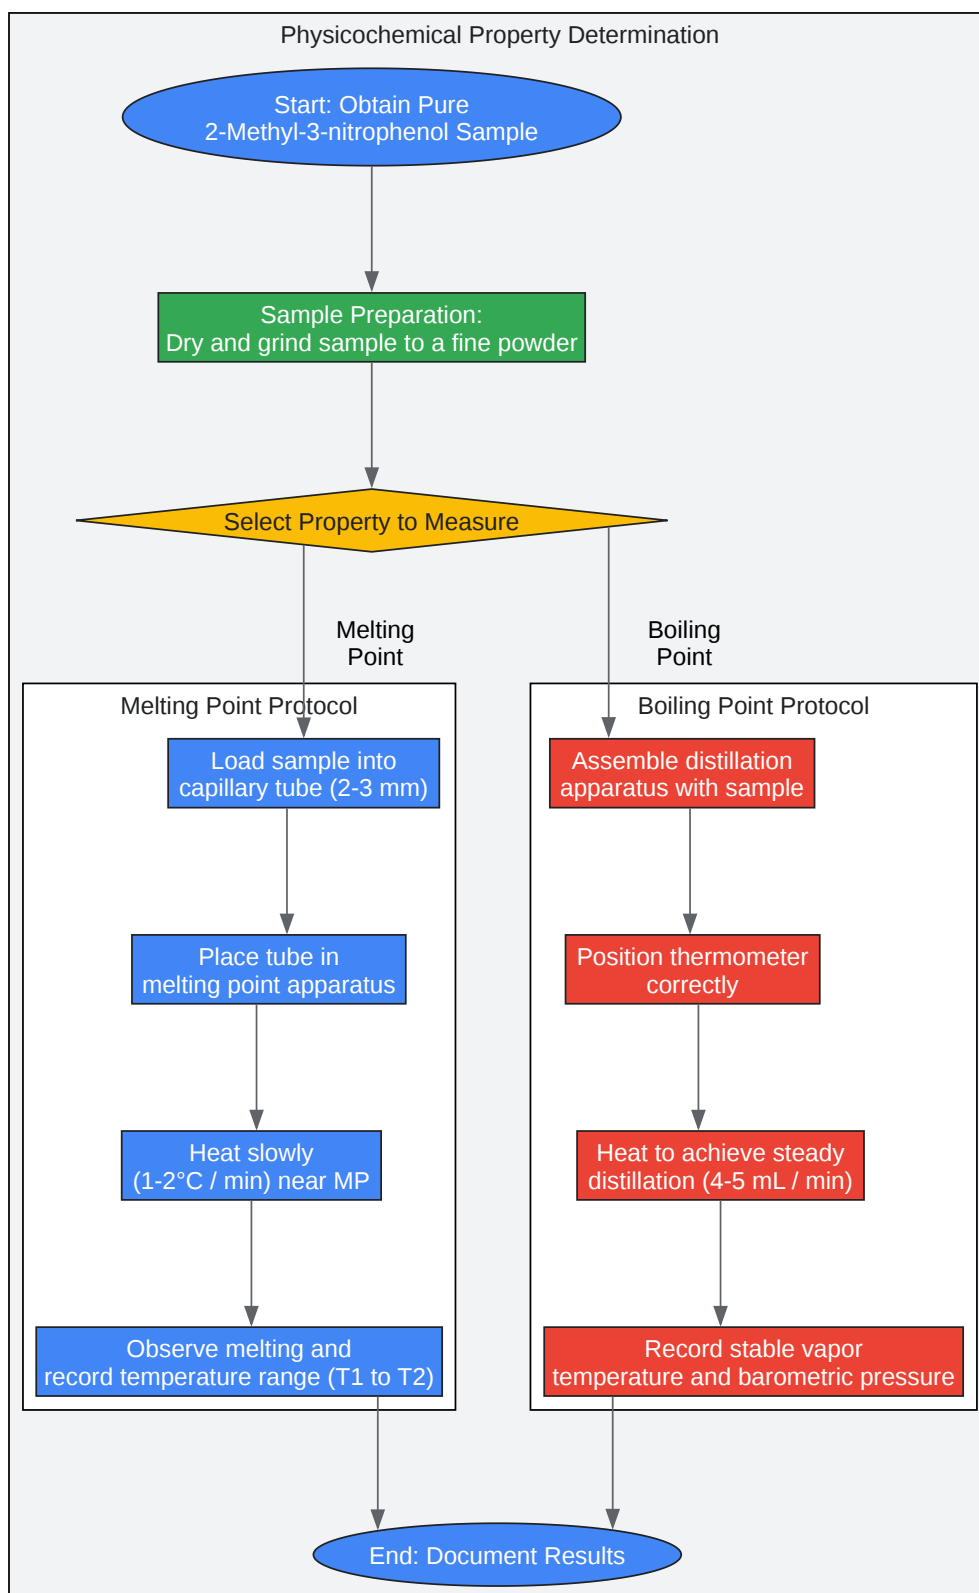 Physicochemical Property Determination
Start: Obtain Pure
2-Methyl-3-nitrophenol Sample
Sample Preparation:
Dry and grind sample to a fine powder
Select Property to Measure
Melting
Point
Boiling
Point
Melting Point Protocol
Load sample into
capillary tube (2-3 mm)
Place tube in
melting point apparatus
Heat slowly
(1-2°C / min) near MP
Observe melting and
record temperature range (T1 to T2)
Boiling Point Protocol
Assemble distillation
apparatus with sample
Position thermometer
correctly
Heat to achieve steady
distillation (4-5 mL / min)
Record stable vapor
temperature and barometric pressure
End: Document Results